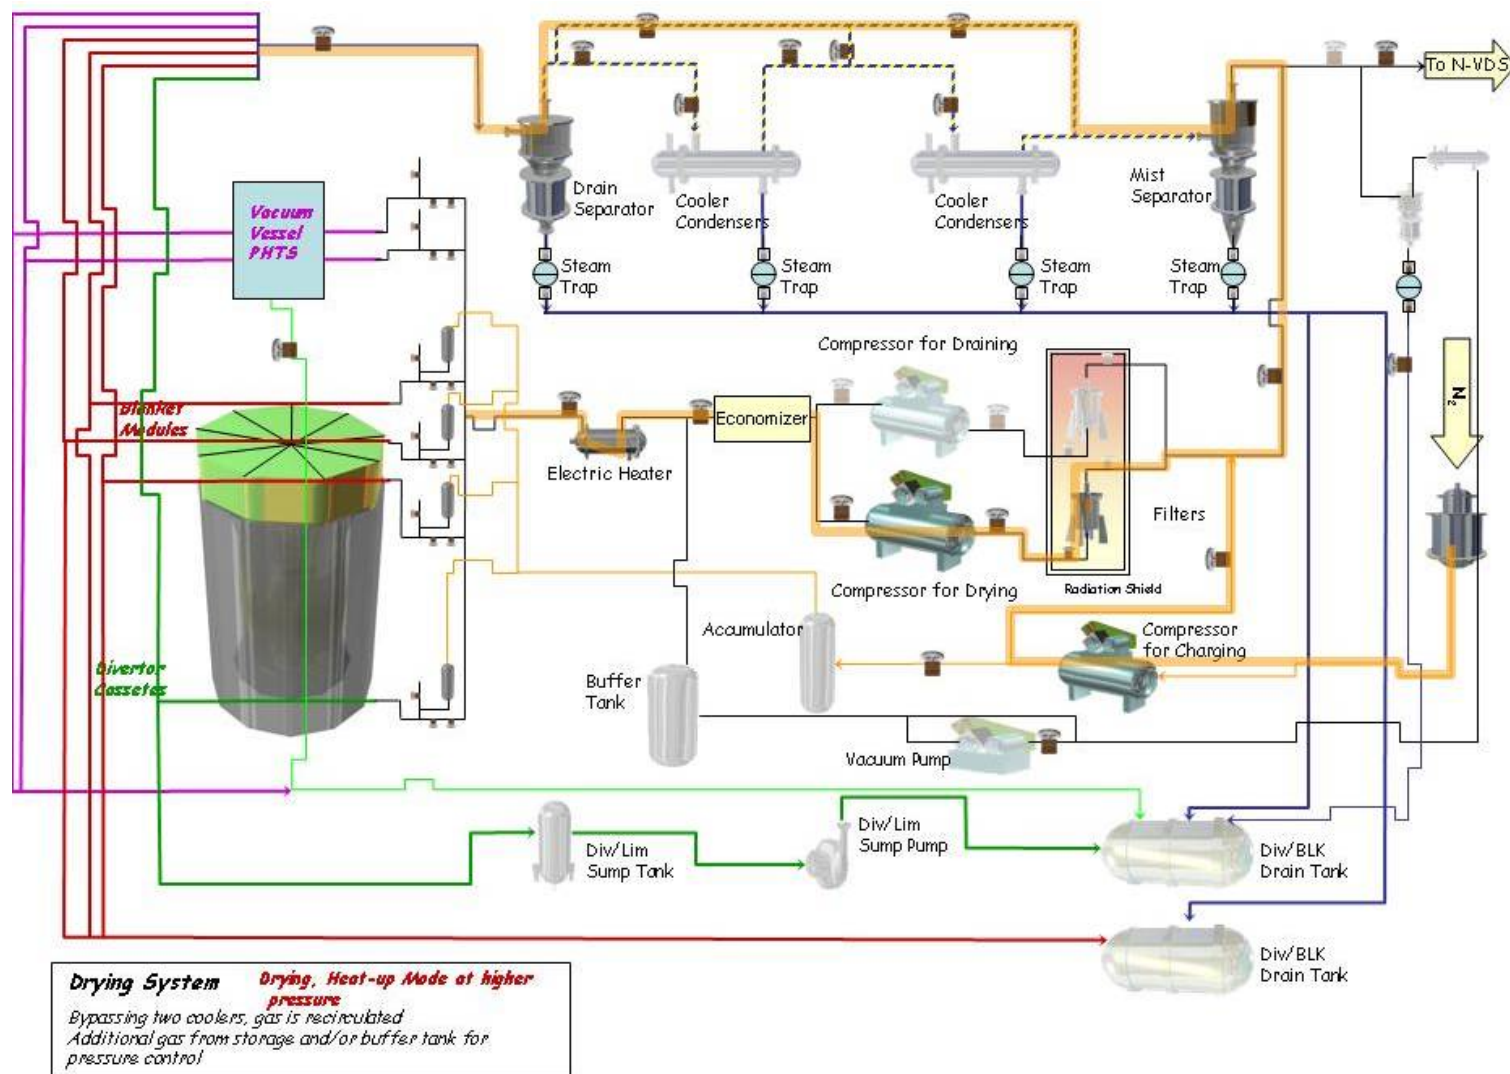 To N-VDS
Drain
Separator
Cooler
Condensers
Cooler
Condensers
Mist
Separator
Vacuum
Vessel
PHTS
Steam
Trap
Steam
Trap
Steam
Trap
Steam
Trap
Compressor for Draining
N2
Blanket
Modules
Economizer
Electric Heater
Filters
Compressor for Drying
Radiation Shield
Accumulator
Compressor
for Charging
Divertor
Cassetes
Buffer
Tank
Vacuum Pump
Div/Lim
Sump Tank
Div/Lim
Sump Pump
Div/BLK
Drain Tank
Div/BLK
Drain Tank
Drying System
Drying, Heat-up Mode at higher
pressure
Bypassing two coolers, gas is recirculated
Additional gas from storage and/or buffer tank for
pressure control